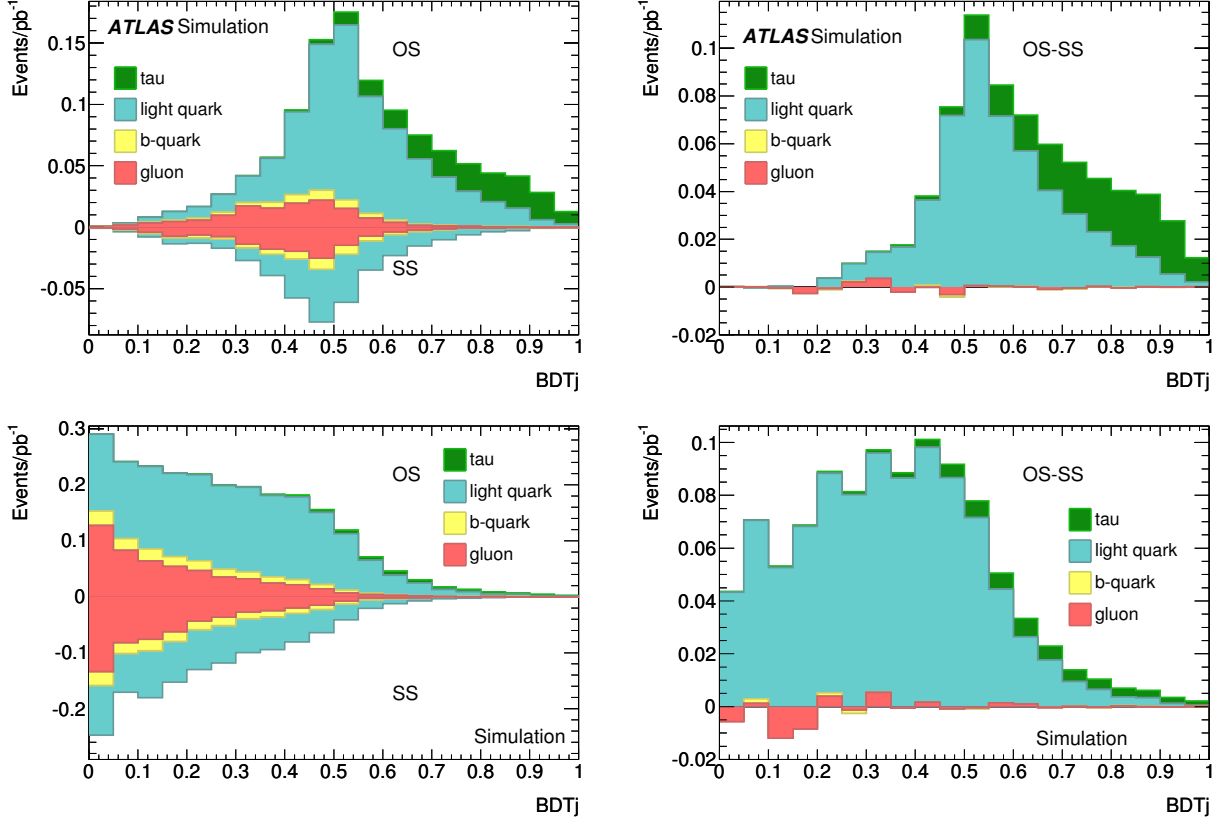 Events/pb-1
ATLAS Simulation
OS
tau
light quark
b-quark
gluon
SS
0.15
0.1
0.05
0
-0.05
0 0.1 0.2 0.3 0.4 0.5 0.6 0.7 0.8 0.9 1
BDTj
Events/pb-1
ATLAS Simulation
OS-SS
tau
light quark
b-quark
gluon
0.1
0.08
0.06
0.04
0.02
0
-0.02
0 0.1 0.2 0.3 0.4 0.5 0.6 0.7 0.8 0.9 1
BDTj
Events/pb-1
OS
tau
light quark
b-quark
gluon
SS
Simulation
0.3
0.2
0.1
0
-0.1
-0.2
0 0.1 0.2 0.3 0.4 0.5 0.6 0.7 0.8 0.9 1
BDTj
Events/pb-1
OS-SS
tau
light quark
b-quark
gluon
Simulation
0.1
0.08
0.06
0.04
0.02
0
-0.02
0 0.1 0.2 0.3 0.4 0.5 0.6 0.7 0.8 0.9 1
BDTj